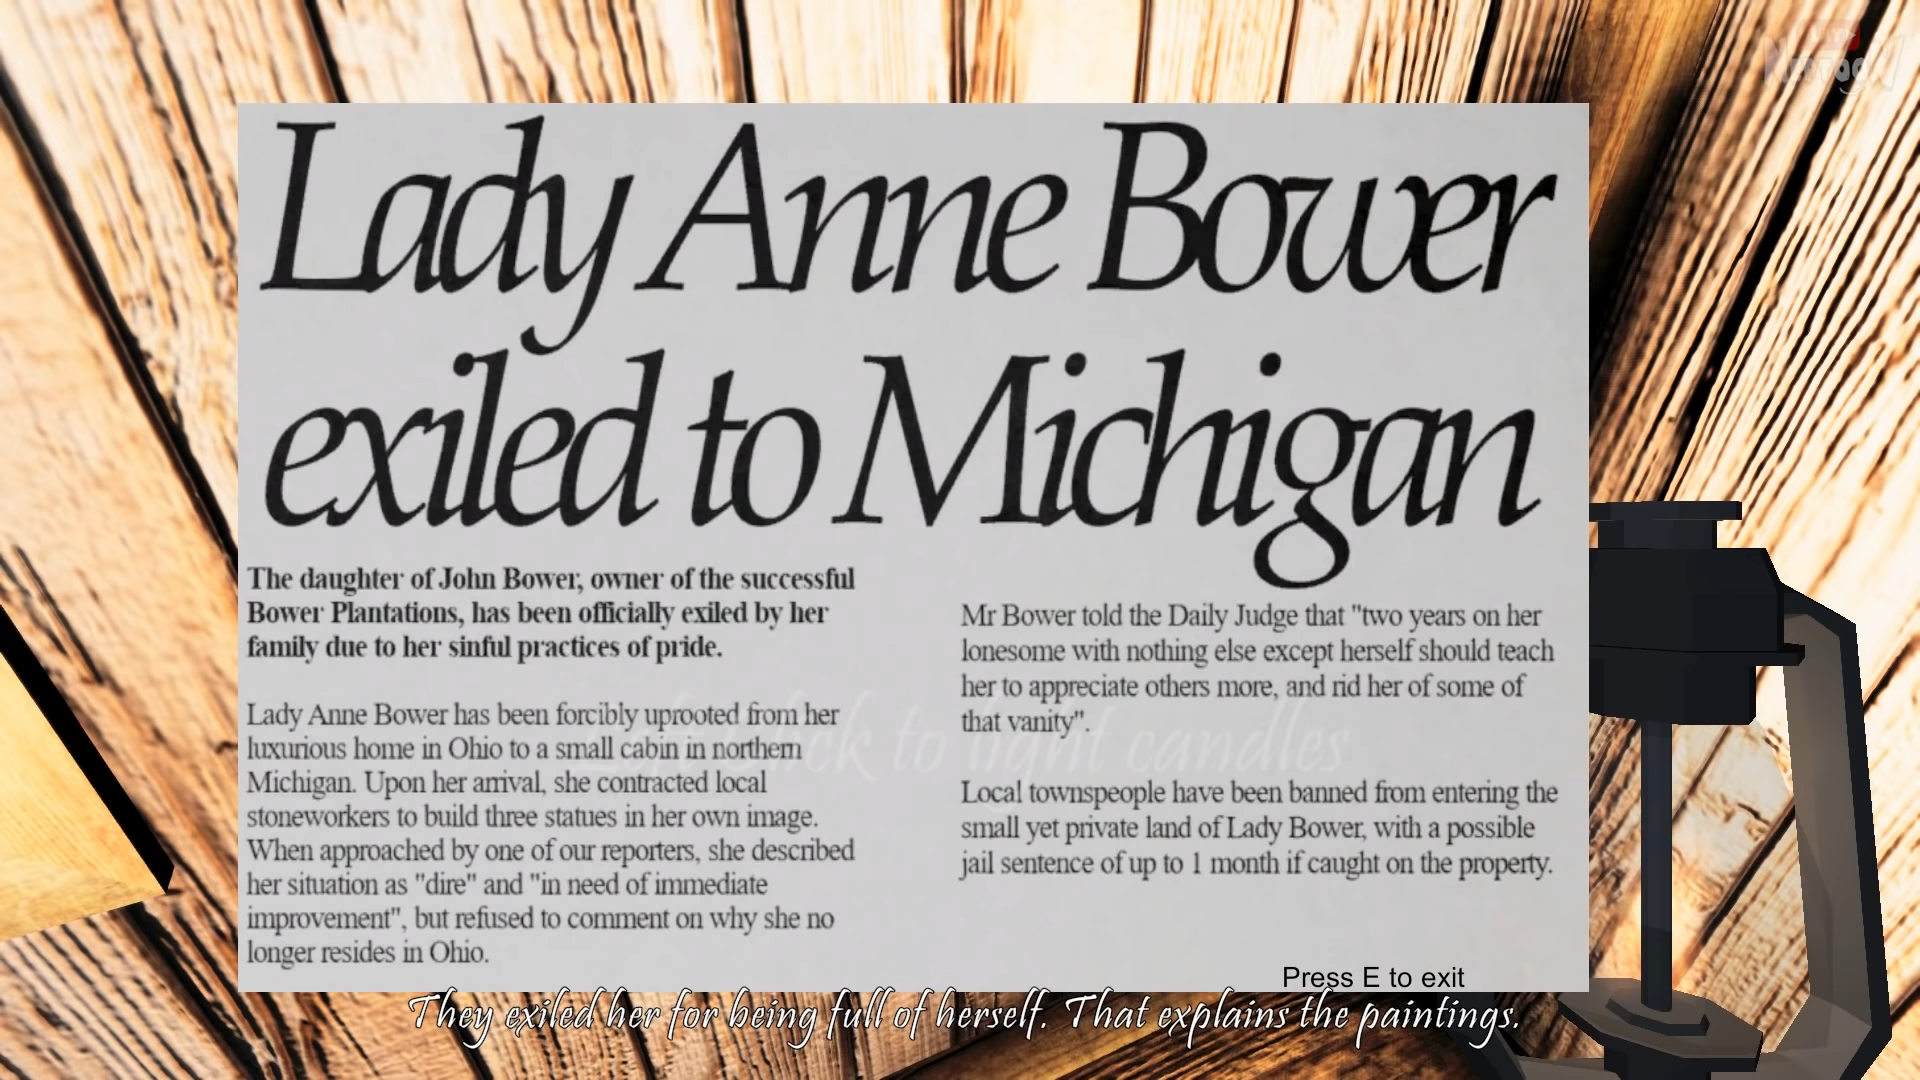 Lady Anne Bower
exiled to Michigan
The daughter of John Bower, owner of the successful
Bower Plantations, has been officially exiled by her
family due to her sinful practices of pride.
Lady Anne Bower has been forcibly uprooted from her
luxurious home in Ohio to a small cabin in northern
Michigan. Upon her arrival, she contracted local
stoneworkers to build three statues in her own image.
When approached by one of our reporters, she described
her situation as "dire" and "in need of immediate
improvement", but refused to comment on why she no
longer resides in Ohio.
Mr Bower told the Daily Judge that "two years on her
lonesome with nothing else except herself should teach
her to appreciate others more, and rid her of some of
that vanity".
Local townspeople have been banned from entering the
small yet private land of Lady Bower, with a possible
jail sentence of up to 1 month if caught on the property.
Left Click to light candles
Press E to exit
They exiled her for being full of herself. That explains the paintings.